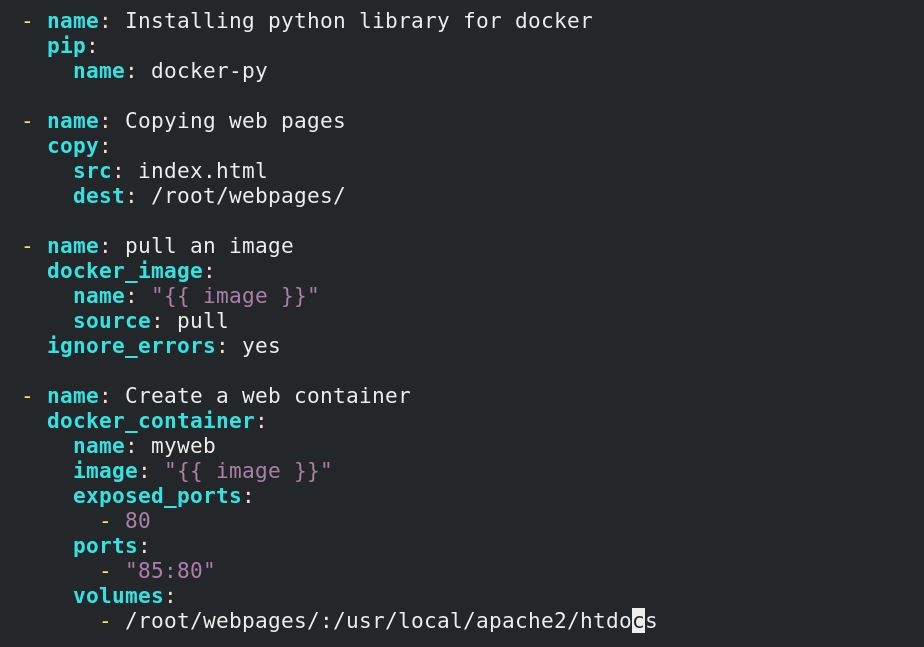 - name: Installing python library for docker
  pip:
    name: docker-py

- name: Copying web pages
  copy:
    src: index.html
    dest: /root/webpages/

- name: pull an image
  docker_image:
    name: "{{ image }}"
    source: pull
  ignore_errors: yes

- name: Create a web container
  docker_container:
    name: myweb
    image: "{{ image }}"
    exposed_ports:
      - 80
    ports:
      - "85:80"
    volumes:
      - /root/webpages/:/usr/local/apache2/htdocs